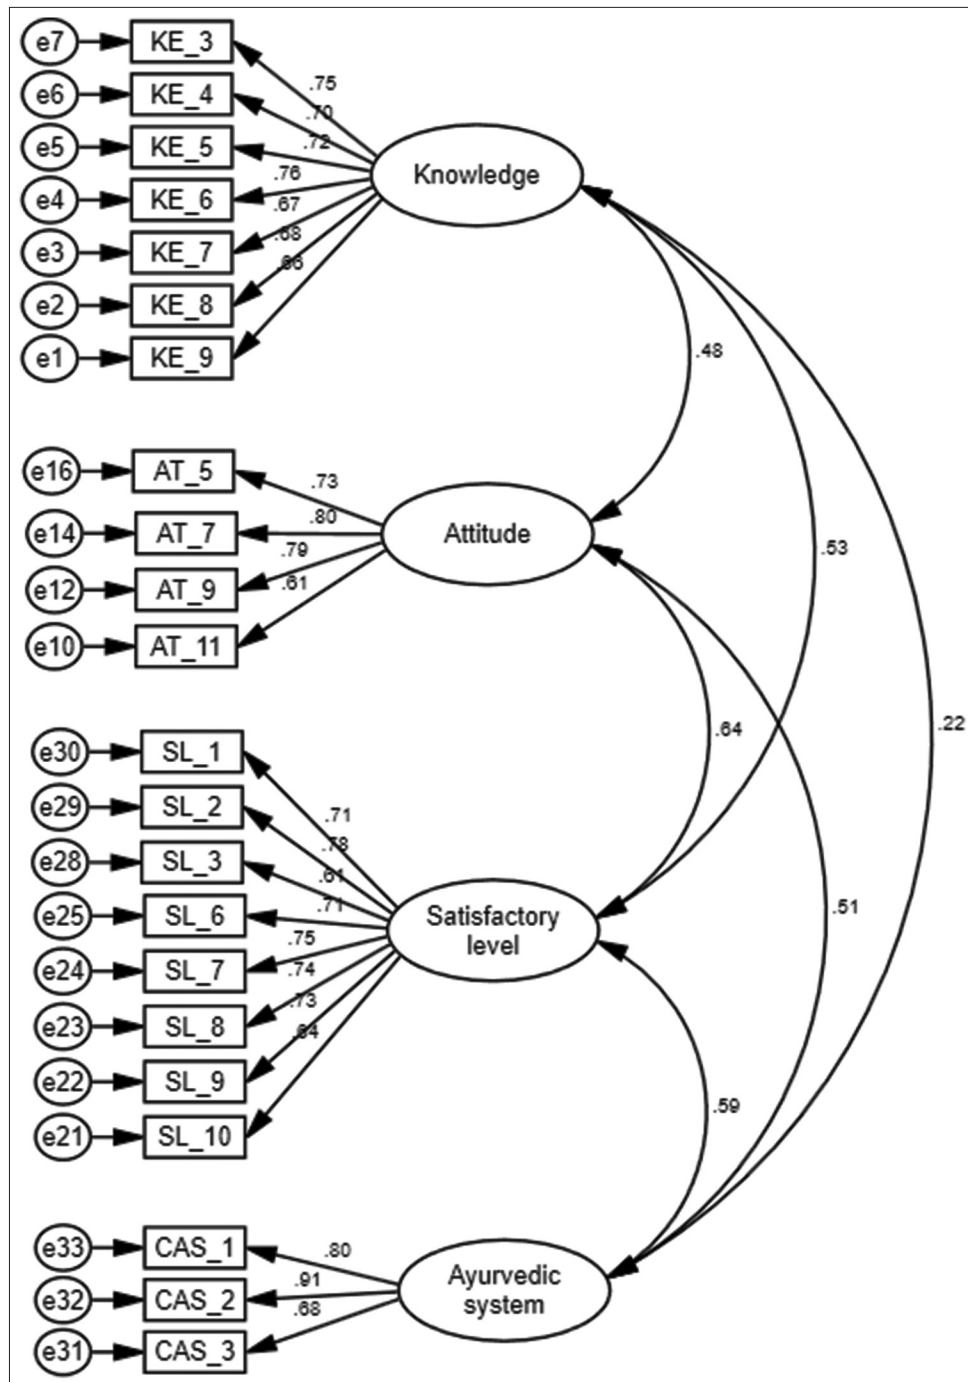 e7 KE_3
.75
e6 KE_4
.70
e5 KE_5
.72
Knowledge
e4 KE_6
.76
.67
e3 KE_7
.68
.66
e2 KE_8
e1 KE_9
.48
e16 AT_5
.73
e14 AT_7
.80
Attitude
.53
e12 AT_9
.79
.61
e10 AT_11
.64
.22
e30 SL_1
e29 SL_2
.71
.78
e28 SL_3
.61
.71
e25 SL_6
Satisfactory
level
.51
.75
e24 SL_7
.74
.73
e23 SL_8
.64
e22 SL_9
.59
e21 SL_10
e33 CAS_1
.80
.91
Ayurvedic
system
e32 CAS_2
.68
e31 CAS_3